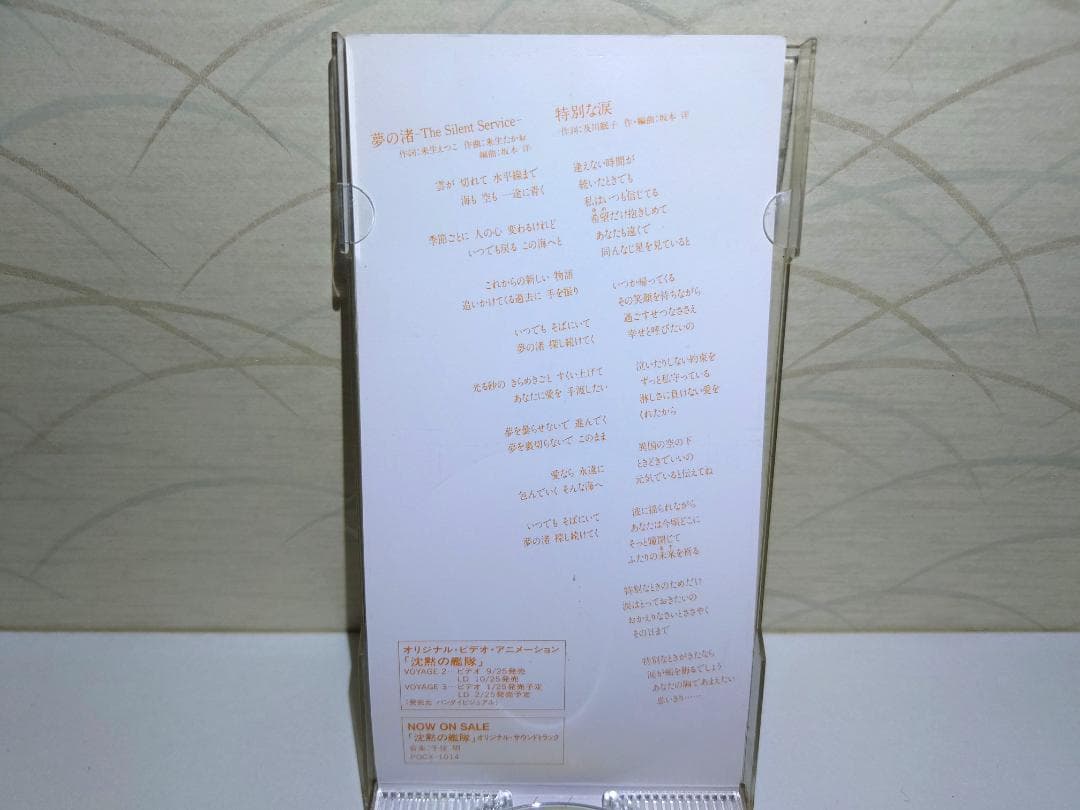 夢の渚-The Silent Service-
作詞:来生えつこ 作曲:来生たかお
編曲:坂本 洋
雲が 切れて 水平線まで
海も 空も 一途に青く
季節ごとに 人の心 変わるけれど
いつでも戻る この海へと
これからの新しい 物語
追いかけてくる過去に 手を振り
いつでも そばにいて
夢の渚 探し続けてく
光る砂の きらめきごと すくい上げて
あなたに愛を 手渡したい
夢を曇らせないで 進んでく
夢を裏切らないで このまま
愛なら 永遠に
包んでいく そんな海へ
いつでも そばにいて
夢の渚 探し続けてく
特別な涙
作詞:及川眠子 作・編曲:坂本 洋
逢えない時間が
続いたときでも
私はいつも信じてる
希望だけ抱きしめて
あなたも遠くで
同んなじ星を見ていると
いつか帰ってくる
その笑顔を待ちながら
過ごすせつなささえ
幸せと呼びたいの
泣いたりしない約束を
ずっと私守っている
淋しさに負けない愛を
くれたから
異国の空の下
ときどきでいいの
元気でいると伝えてね
波に揺られながら
あなたは今頃どこに
そっと瞳閉じて
ふたりの未来を祈る
特別なときのためだけ
涙はとっておきたいの
おかえりなさいとささやく
その日まで
特別なときがきたなら
涙が頬を飾るでしょう
あなたの胸であまえたい
思いきり……
オリジナル・ビデオ・アニメーション
「沈黙の艦隊」
VOYAGE 2─ビデオ 9/25発売
LD 10/25発売
VOYAGE 3─ビデオ 1/25発売予定
LD 2/25発売予定
(発売元 バンダイビジュアル)
NOW ON SALE
「沈黙の艦隊」オリジナル・サウンドトラック
音楽:千住 明
POCX-1014